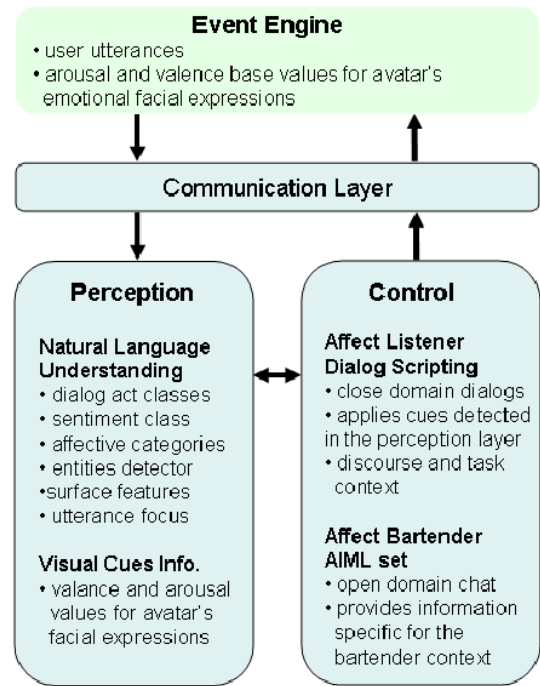 Event Engine
• user utterances
• arousal and valence base values for avatar's
emotional facial expressions
Communication Layer
Perception
Natural Language
Understanding
• dialog act classes
• sentiment class
• affective categories
• entities detector
•surface features
• utterance focus
Visual Cues Info.
• valance and arousal
values for avatar's
facial expressions
Control
Affect Listener
Dialog Scripting
• close domain dialogs
• applies cues detected
in the perception layer
• discourse and task
context
Affect Bartender
AIML set
• open domain chat
• provides information
specific for the
bartender context